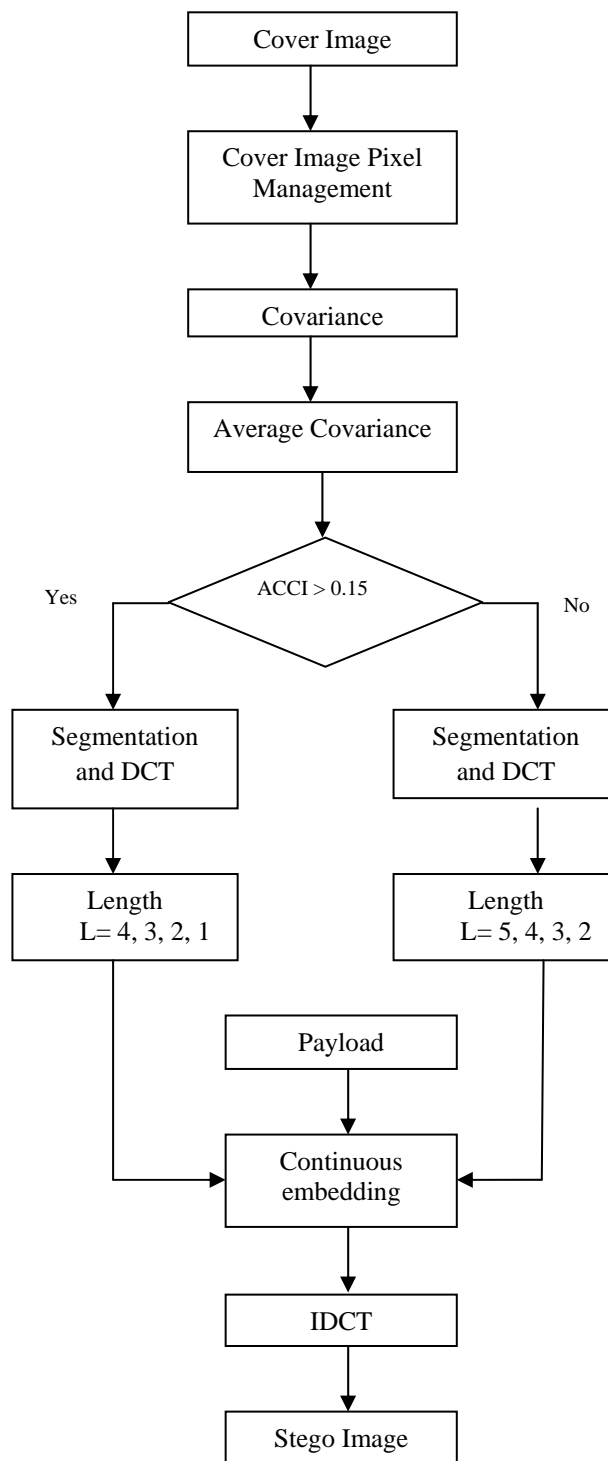 Cover Image
Cover Image Pixel
Management
Covariance
Average Covariance
ACCI > 0.15
Yes
No
Segmentation
and DCT
Segmentation
and DCT
Length
L= 4, 3, 2, 1
Length
L= 5, 4, 3, 2
Payload
Continuous
embedding
IDCT
Stego Image